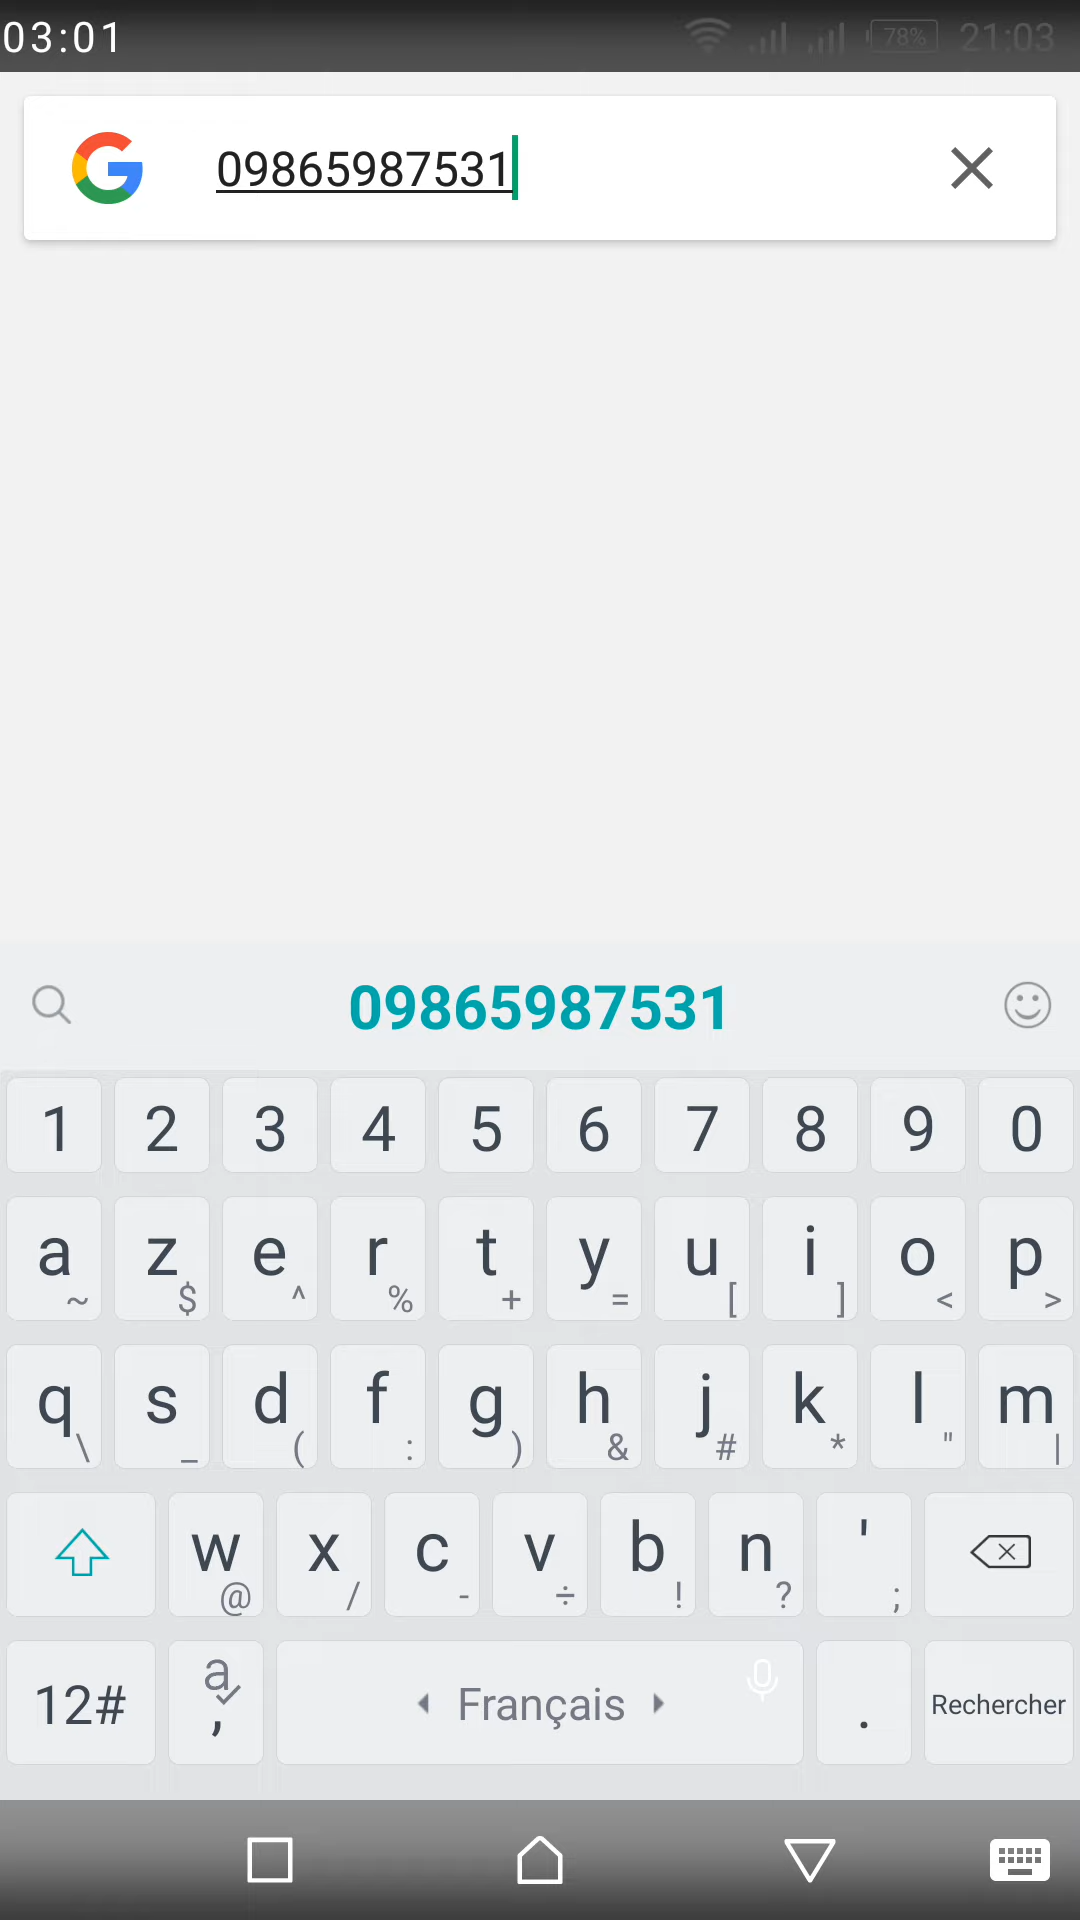 03:01 78% 21:03
09865987531
09865987531
1 2 3 4 5 6 7 8 9 0
a z e r t y u i o p
~ $ ^ % + = [ ] < >
q s d f g h j k l m
\ _ ( : ) & # * " |
w x c v b n '
@ / - ÷ ! ? ;
12# a , Français . Rechercher